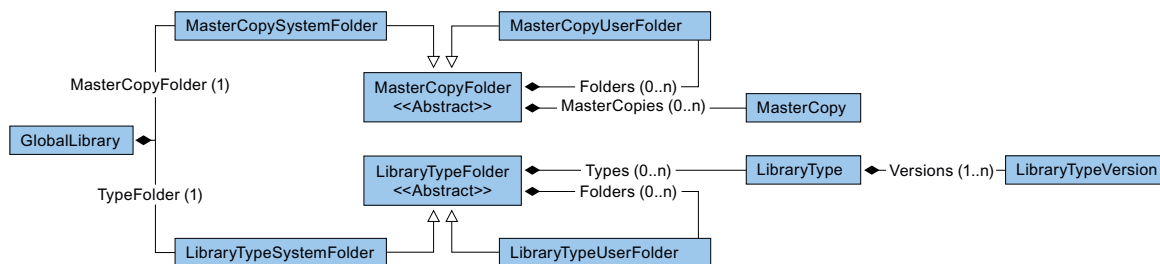 MasterCopySystemFolder
MasterCopyUserFolder
MasterCopyFolder (1)
MasterCopyFolder
<<Abstract>>
Folders (0..n)
MasterCopies (0..n)
MasterCopy
GlobalLibrary
TypeFolder (1)
LibraryTypeFolder
<<Abstract>>
Types (0..n)
Folders (0..n)
LibraryType
Versions (1..n)
LibraryTypeVersion
LibraryTypeSystemFolder
LibraryTypeUserFolder